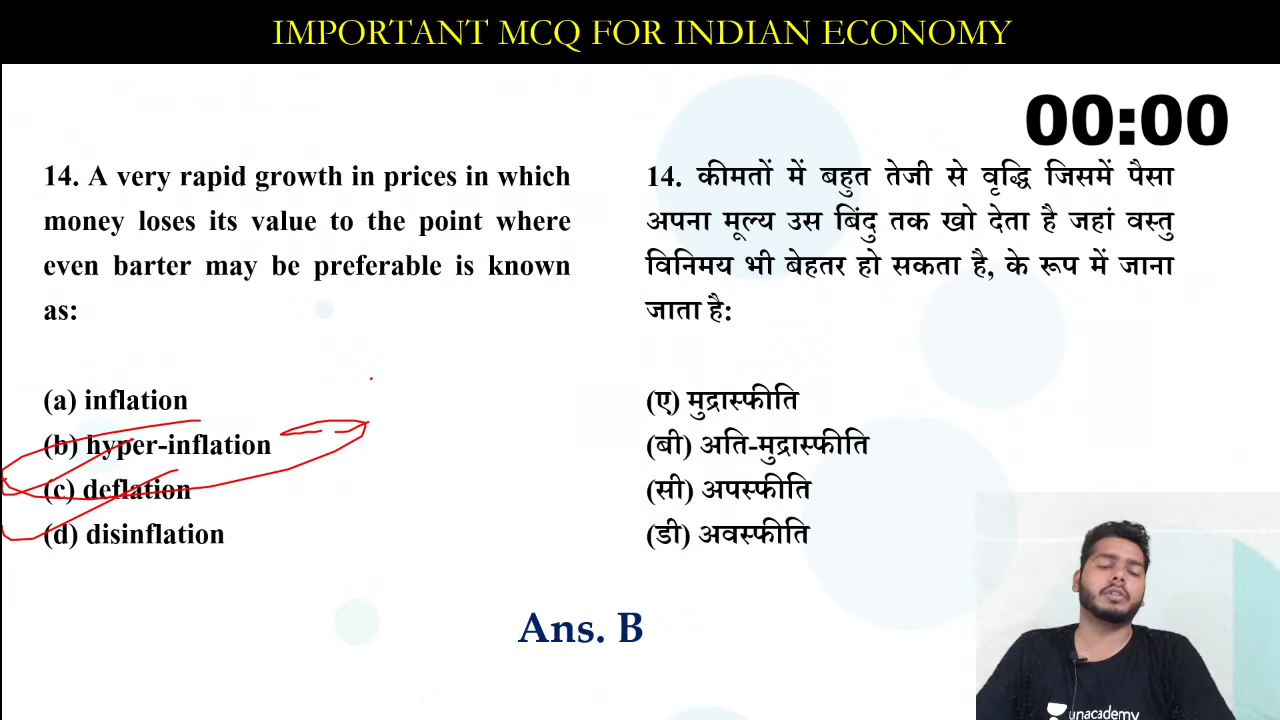 IMPORTANT MCQ FOR INDIAN ECONOMY
00:00
14. A very rapid growth in prices in which
money loses its value to the point where
even barter may be preferable is known
as:
(a) inflation
(b) hyper-inflation
(c) deflation
(d) disinflation
14. कीमतों में बहुत तेजी से वृद्धि जिसमें पैसा
अपना मूल्य उस बिंदु तक खो देता है जहां वस्तु
विनिमय भी बेहतर हो सकता है, के रूप में जाना
जाता है:
(ए) मुद्रास्फीति
(बी) अति-मुद्रास्फीति
(सी) अपस्फीति
(डी) अवस्फीति
Ans. B
unacademy